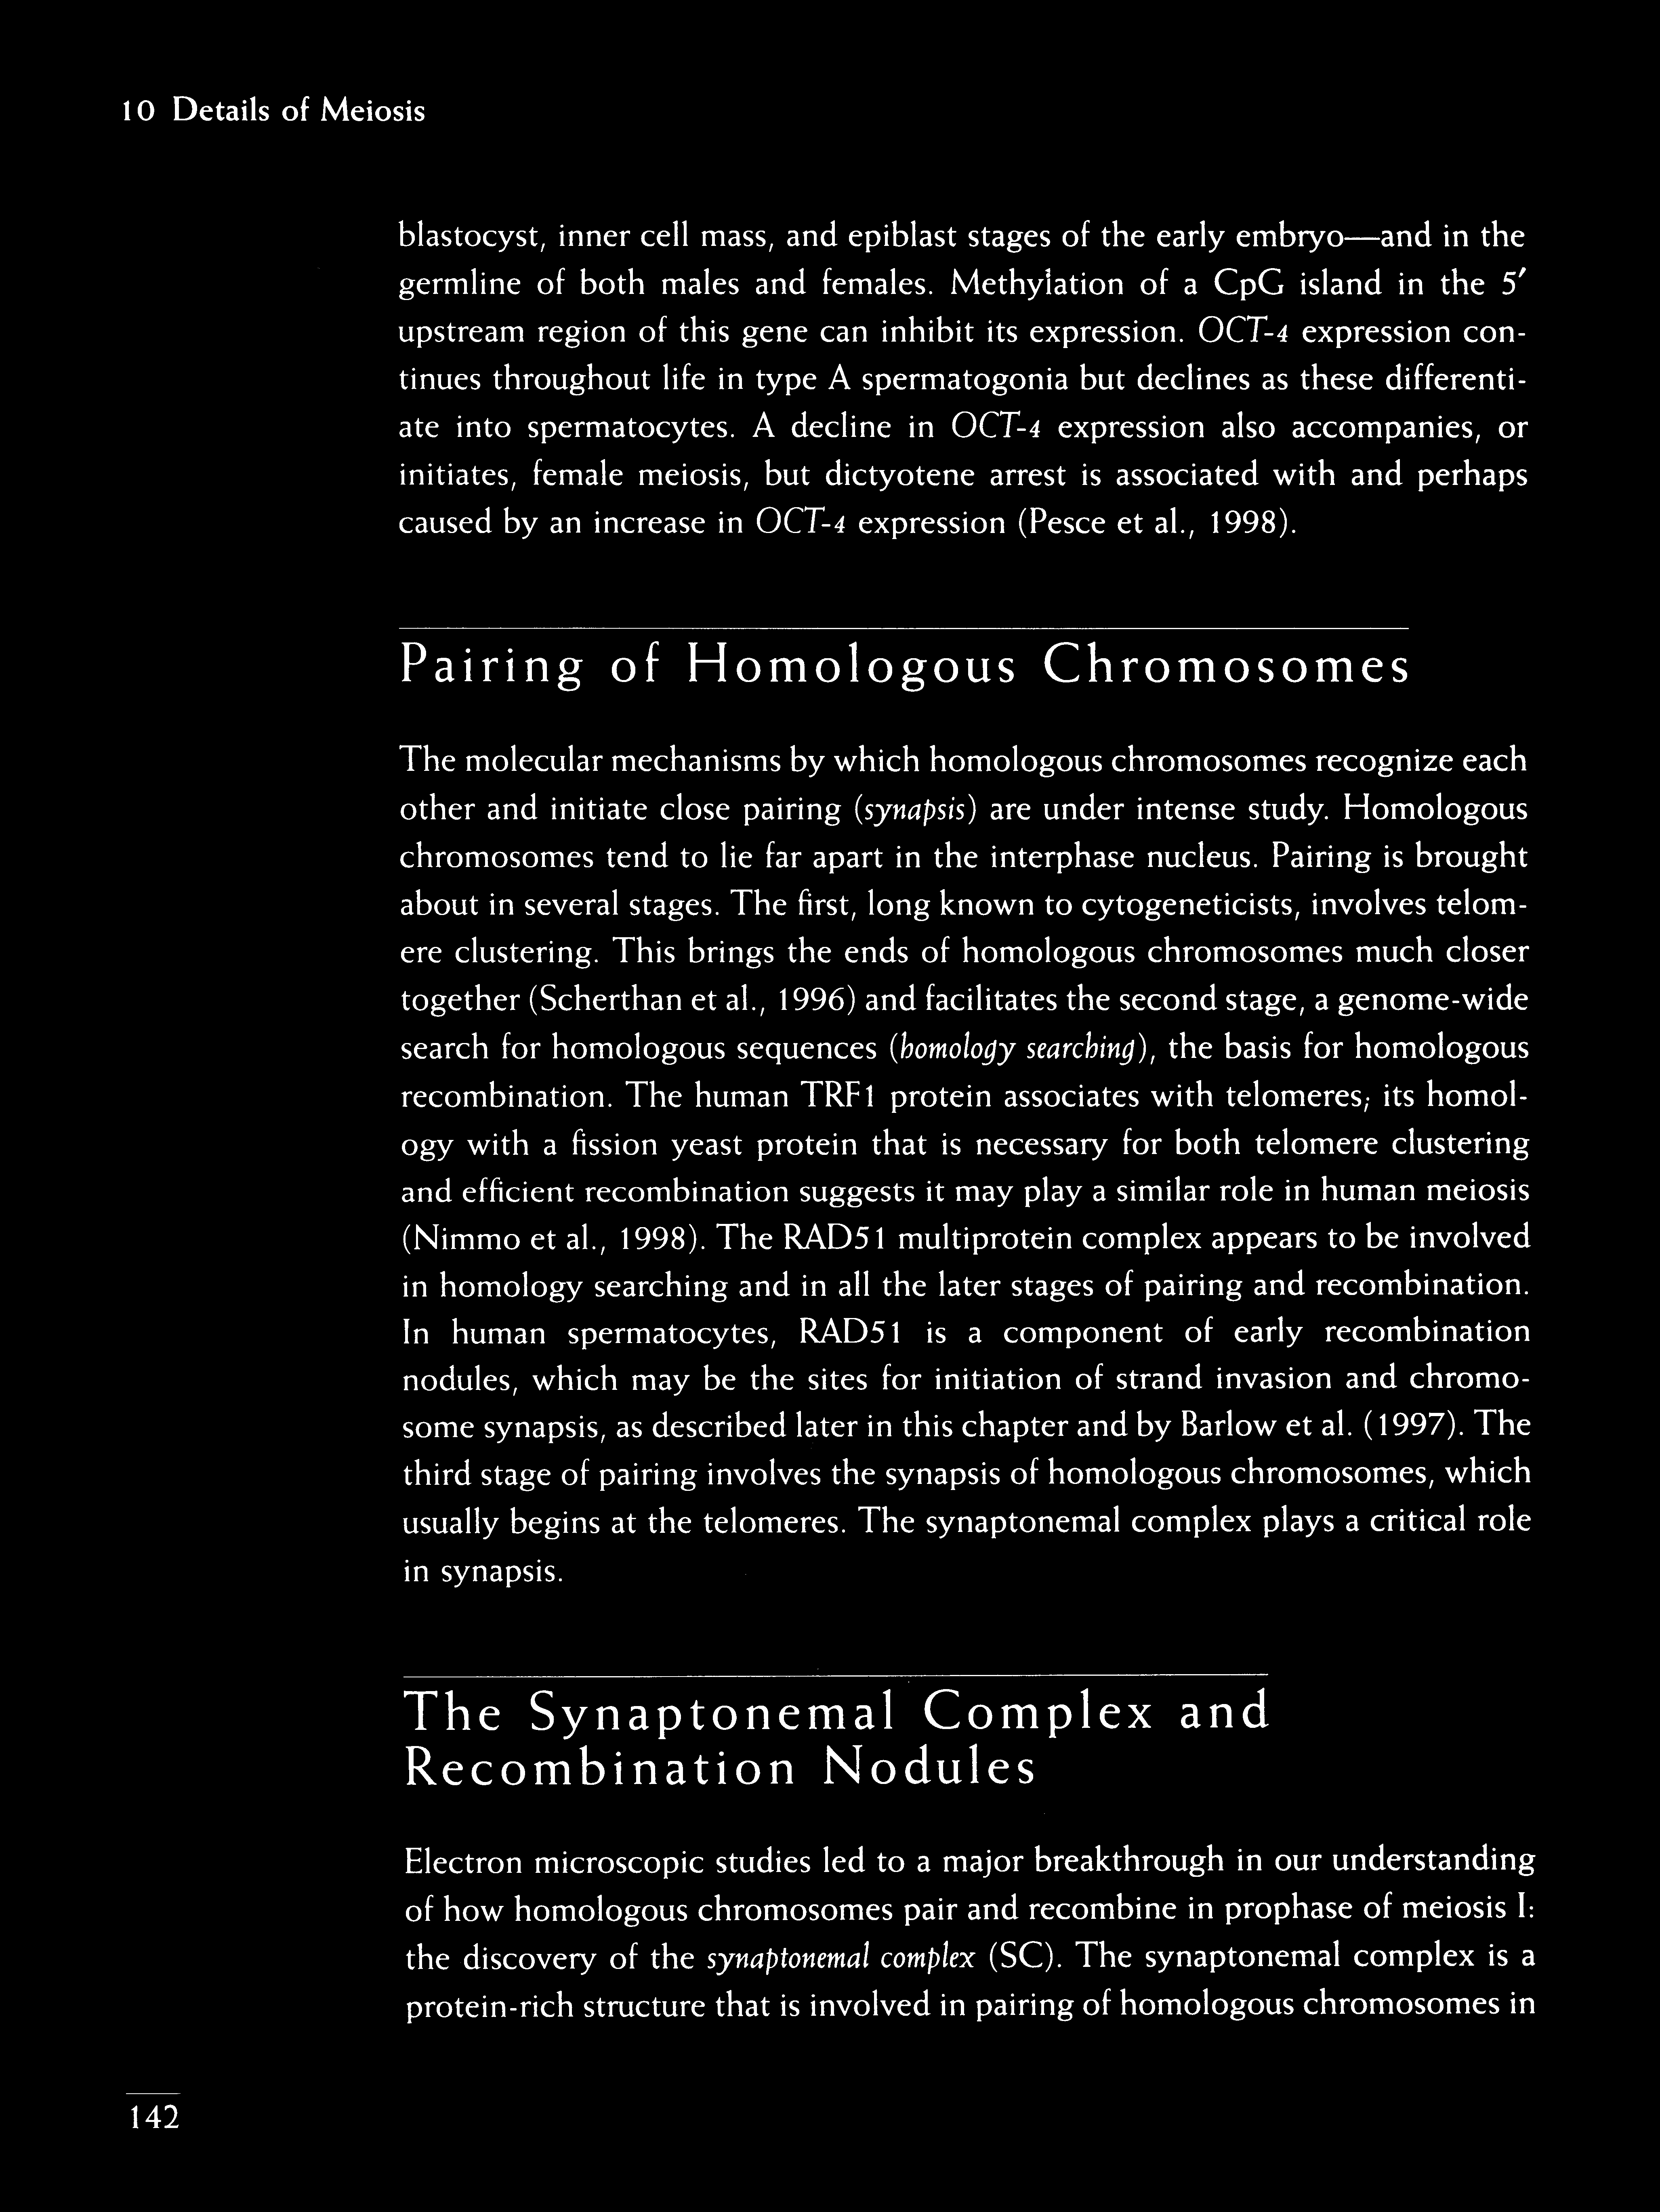 10 Details of Meiosis
blastocyst, inner cell mass, and epiblast stages of the early embryo—and in the
germline of both males and females. Methylation of a CpG island in the 5′
upstream region of this gene can inhibit its expression. OCT-4 expression con-
tinues throughout life in type A spermatogonia but declines as these differenti-
ate into spermatocytes. A decline in OCT-4 expression also accompanies, or
initiates, female meiosis, but dictyotene arrest is associated with and perhaps
caused by an increase in OCT-4 expression (Pesce et al., 1998).
Pairing of Homologous Chromosomes
The molecular mechanisms by which homologous chromosomes recognize each
other and initiate close pairing (synapsis) are under intense study. Homologous
chromosomes tend to lie far apart in the interphase nucleus. Pairing is brought
about in several stages. The first, long known to cytogeneticists, involves telom-
ere clustering. This brings the ends of homologous chromosomes much closer
together (Scherthan et al., 1996) and facilitates the second stage, a genome-wide
search for homologous sequences (homology searching), the basis for homologous
recombination. The human TRF1 protein associates with telomeres; its homol-
ogy with a fission yeast protein that is necessary for both telomere clustering
and efficient recombination suggests it may play a similar role in human meiosis
(Nimmo et al., 1998). The RAD51 multiprotein complex appears to be involved
in homology searching and in all the later stages of pairing and recombination.
In human spermatocytes, RAD51 is a component of early recombination
nodules, which may be the sites for initiation of strand invasion and chromo-
some synapsis, as described later in this chapter and by Barlow et al. (1997). The
third stage of pairing involves the synapsis of homologous chromosomes, which
usually begins at the telomeres. The synaptonemal complex plays a critical role
in synapsis.
The Synaptonemal Complex and
Recombination Nodules
Electron microscopic studies led to a major breakthrough in our understanding
of how homologous chromosomes pair and recombine in prophase of meiosis I:
the discovery of the synaptonemal complex (SC). The synaptonemal complex is a
protein-rich structure that is involved in pairing of homologous chromosomes in
142